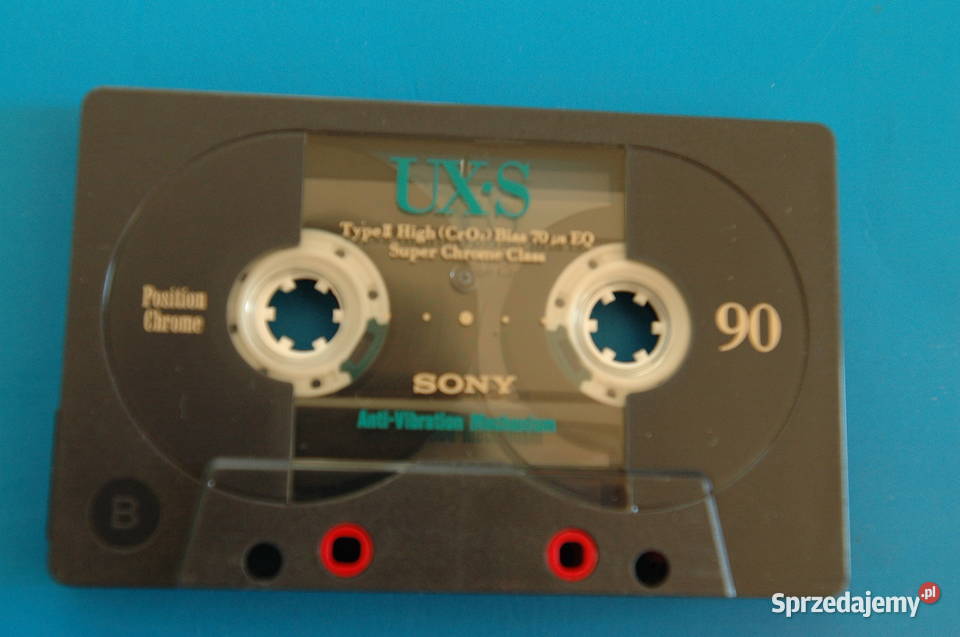 UX·S
Type II High (CrO₂) Bias 70 μs EQ
Super Chrome Class
Position
Chrome
90
SONY
Anti-Vibration Mechanism
B
Sprzedajemy.pl